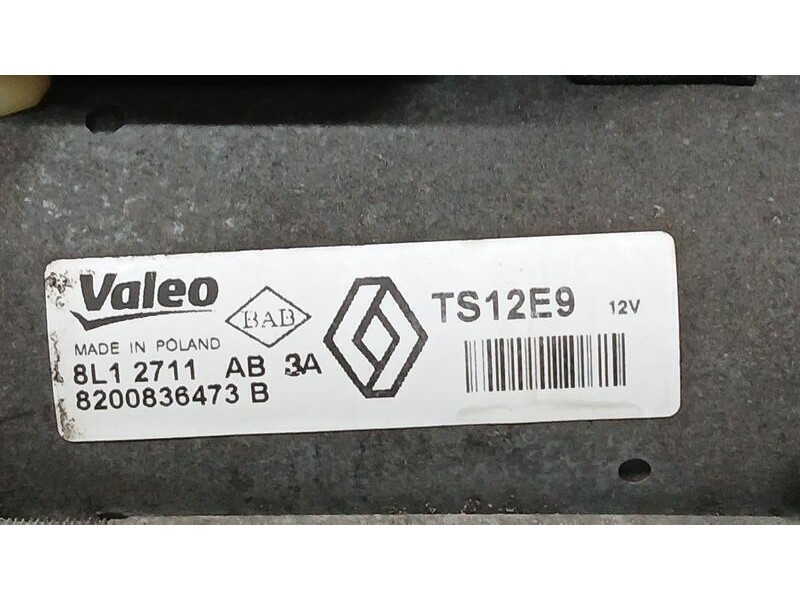 Valeo
BAB
TS12E9 12V
MADE IN POLAND
8L1 2711 AB 3A
8200836473 B